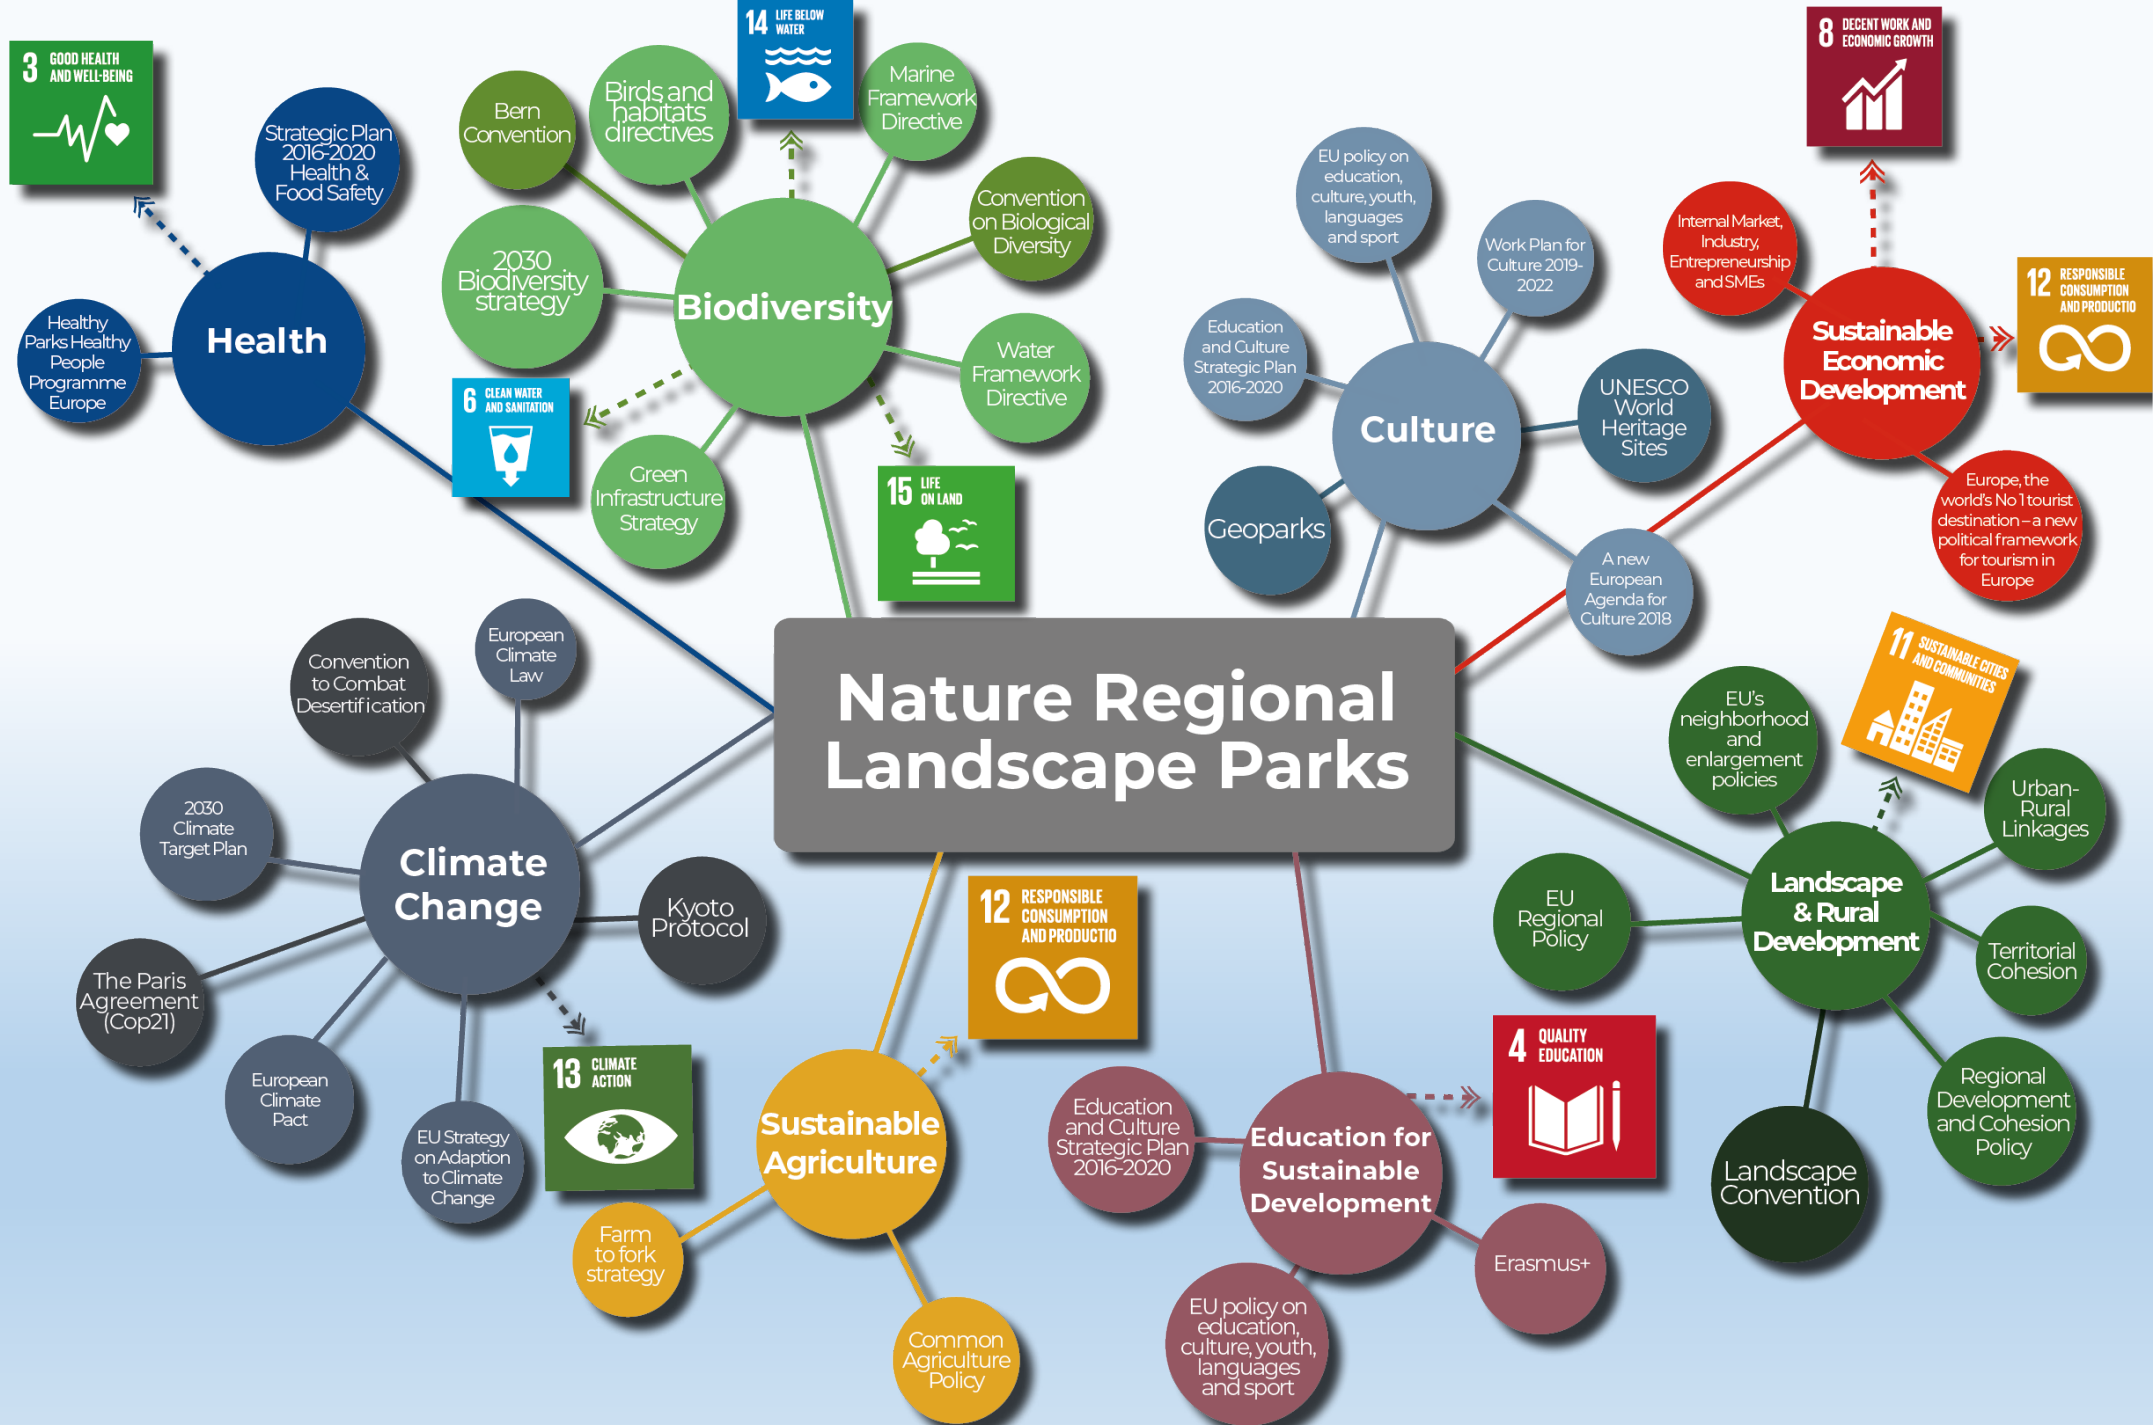 3 GOOD HEALTH
AND WELL-BEING
Strategic Plan
2016-2020
Health &
Food Safety
Healthy
Parks Healthy
People
Programme
Europe
Health
Bern
Convention
Birds and
habitats
directives
14 LIFE BELOW
WATER
Marine
Framework
Directive
Convention
on Biological
Diversity
2030
Biodiversity
strategy
Biodiversity
Water
Framework
Directive
6 CLEAN WATER
AND SANITATION
Green
Infrastructure
Strategy
15 LIFE
ON LAND
EU policy on
education,
culture, youth,
languages
and sport
Work Plan for
Culture 2019-
2022
Education
and Culture
Strategic Plan
2016-2020
Culture
UNESCO
World
Heritage
Sites
Geoparks
A new
European
Agenda for
Culture 2018
8 DECENT WORK AND
ECONOMIC GROWTH
Internal Market,
Industry,
Entrepreneurship
and SMEs
12 RESPONSIBLE
CONSUMPTION
AND PRODUCTIO
Sustainable
Economic
Development
Europe, the
world's No 1 tourist
destination – a new
political framework
for tourism in
Europe
Nature Regional
Landscape Parks
Convention
to Combat
Desertification
European
Climate
Law
2030
Climate
Target Plan
Climate
Change
Kyoto
Protocol
The Paris
Agreement
(Cop21)
European
Climate
Pact
EU Strategy
on Adaption
to Climate
Change
13 CLIMATE
ACTION
12 RESPONSIBLE
CONSUMPTION
AND PRODUCTIO
Sustainable
Agriculture
Farm
to fork
strategy
Common
Agriculture
Policy
Education
and Culture
Strategic Plan
2016-2020
Education for
Sustainable
Development
4 QUALITY
EDUCATION
Erasmus+
EU policy on
education,
culture, youth,
languages
and sport
11 SUSTAINABLE CITIES
AND COMMUNITIES
EU's
neighborhood
and
enlargement
policies
Urban-
Rural
Linkages
EU
Regional
Policy
Landscape
& Rural
Development
Territorial
Cohesion
Regional
Development
and Cohesion
Policy
Landscape
Convention